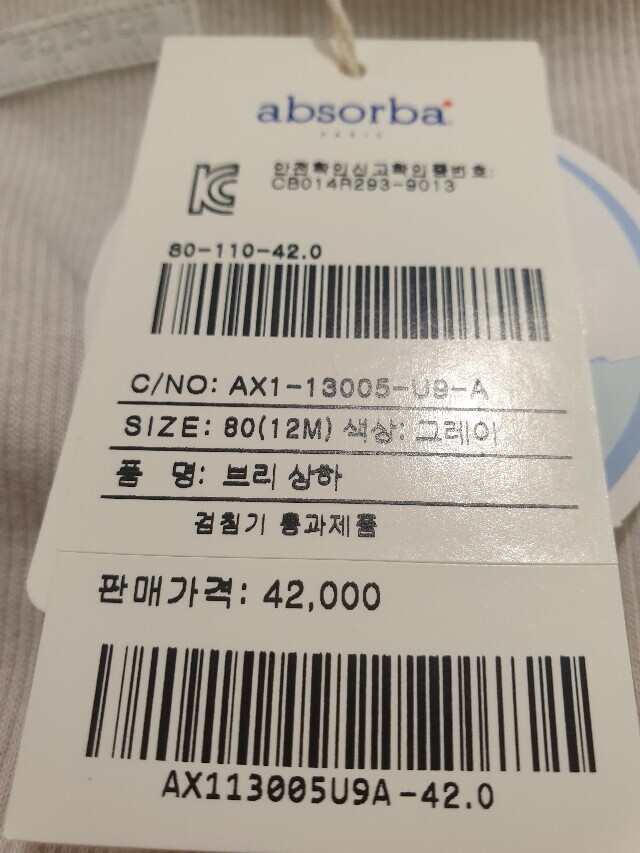 absorba
PARIS
안전확인신고확인증번호:
CB014R293-9013
80-110-42.0
C/NO: AX1-13005-U9-A
SIZE: 80(12M) 색상: 그레이
품 명: 브리 상하
검침기 통과제품
판매가격: 42,000
AX113005U9A-42.0